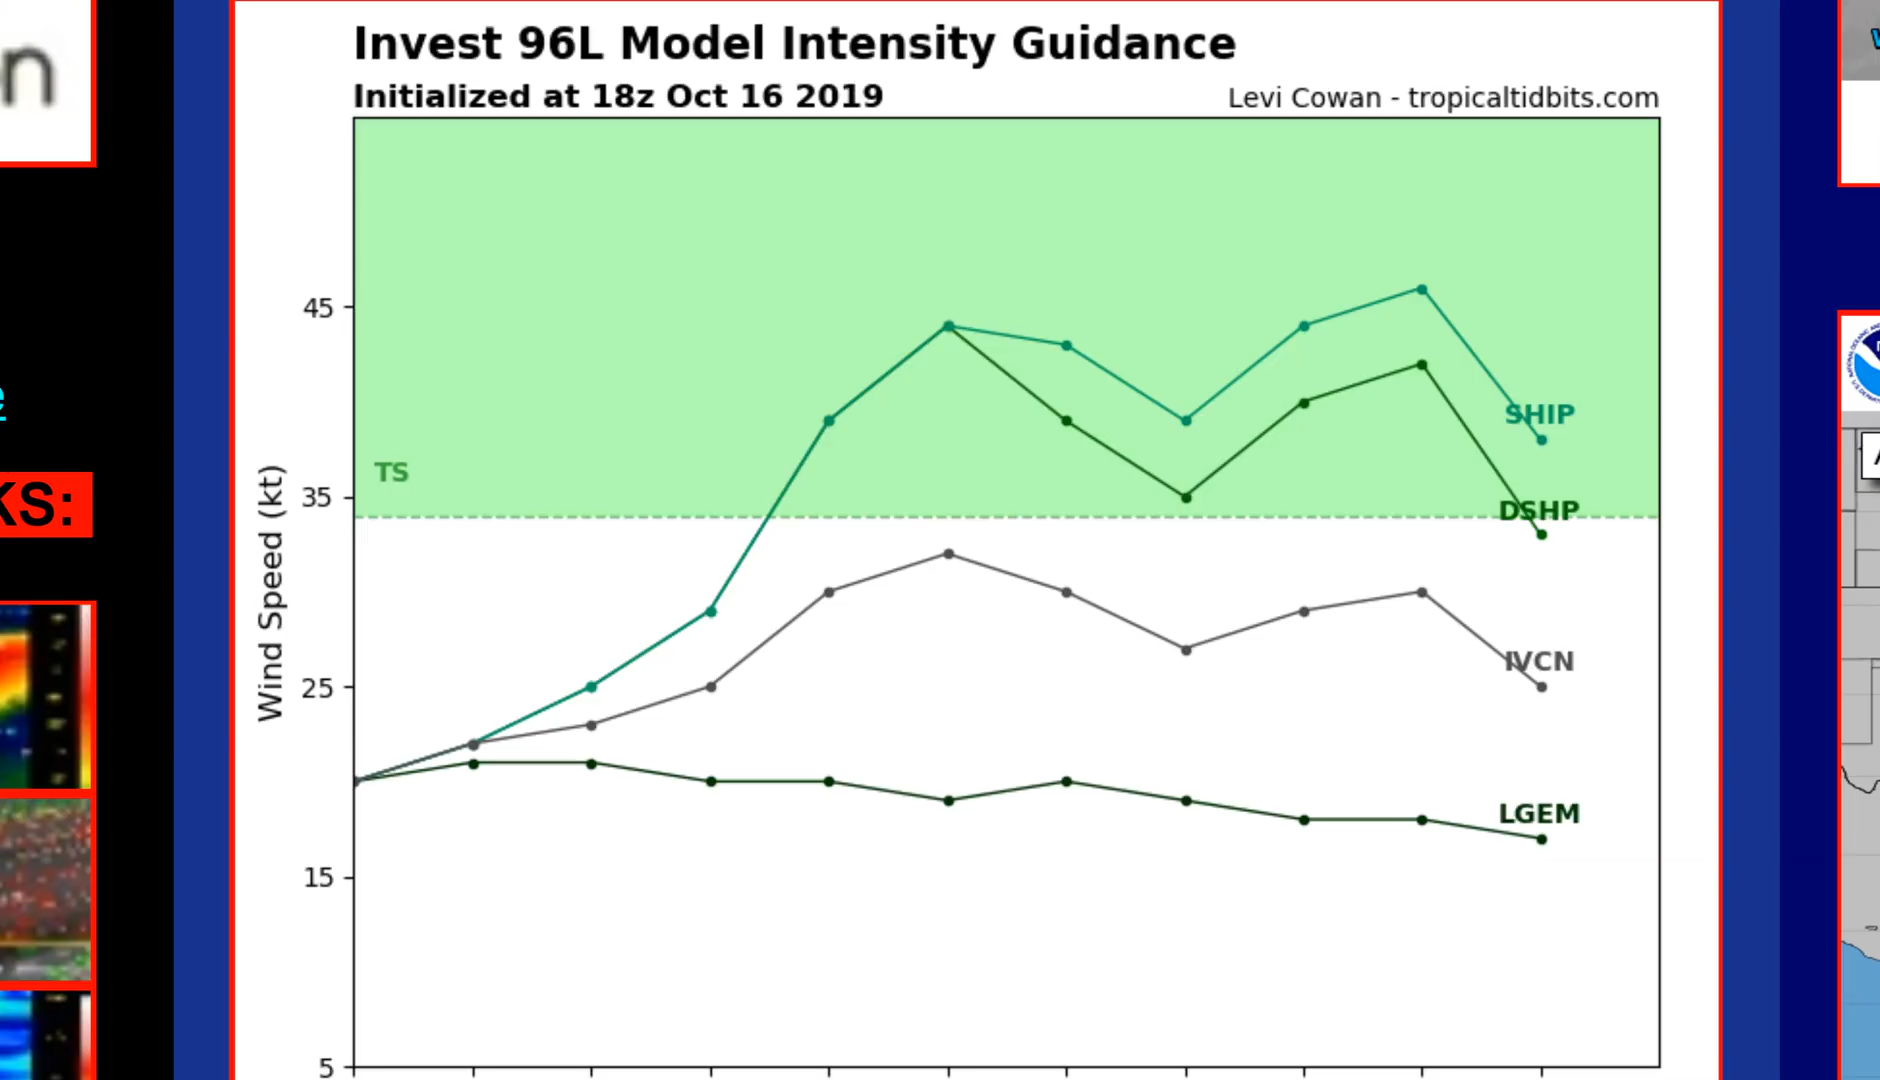 n
e
KS:
Invest 96L Model Intensity Guidance
Initialized at 18z Oct 16 2019
Levi Cowan - tropicaltidbits.com
Wind Speed (kt)
45
35
25
15
5
TS
SHIP
DSHP
IVCN
LGEM